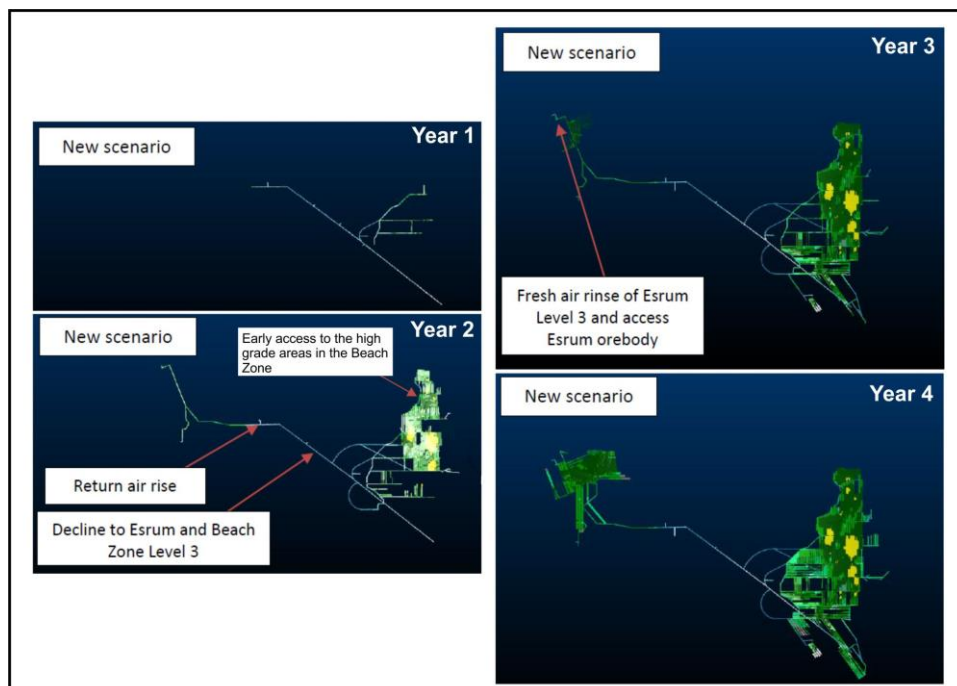 New scenario
Year 1
New scenario
Year 2
Early access to the high
grade areas in the Beach
Zone
Return air rise
Decline to Esrum and Beach
Zone Level 3
New scenario
Year 3
Fresh air rinse of Esrum
Level 3 and access
Esrum orebody
New scenario
Year 4